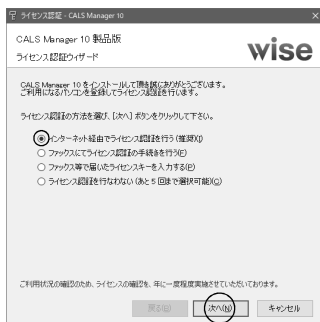 ライセンス認証 - CALS Manager 10
CALS Manager 10 製品版
ライセンス認証ウィザード
wise
CALS Manager 10 をインストールして頂き誠にありがとうございます。
ご利用になるパソコンを登録してライセンス認証を行います。
ライセンス認証の方法を選び、[次へ] ボタンをクリックして下さい。
インターネット経由でライセンス認証を行う (推奨)(I)
ファックスにてライセンス認証の手続きを行う(F)
ファックス等で届いたライセンスキーを入力する(P)
ライセンス認証を行なわない (あと 5 回まで選択可能)(C)
ご利用状況の確認のため、ライセンスの確認を、年に一度程度実施させていただいております。
戻る(B) 次へ(N) キャンセル